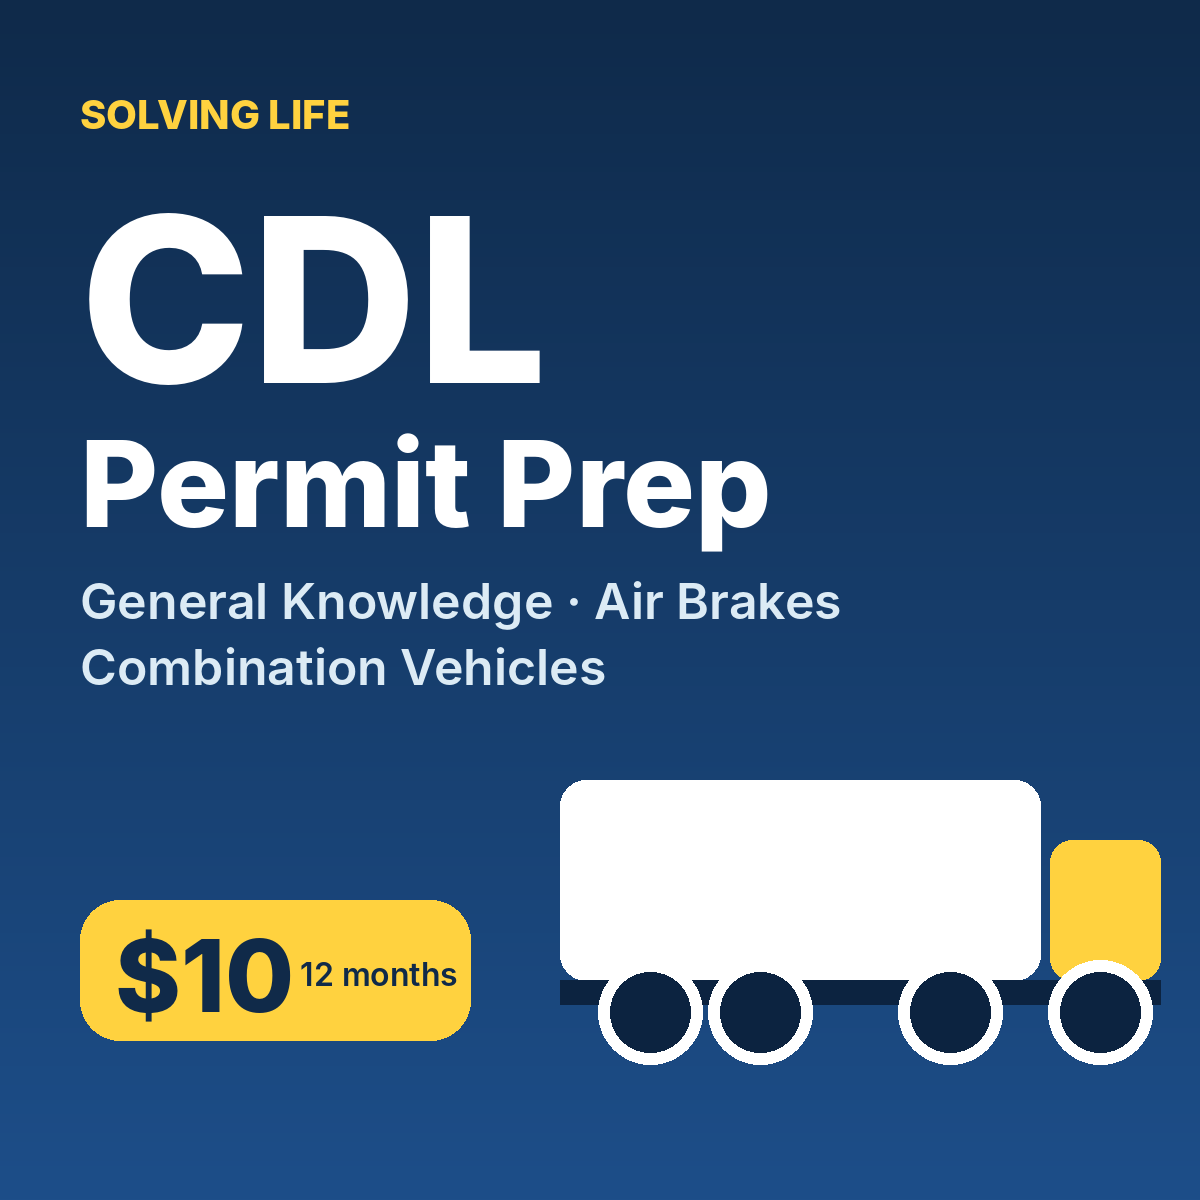 SOLVING LIFE
CDL
Permit Prep
General Knowledge · Air Brakes
Combination Vehicles
$10 12 months